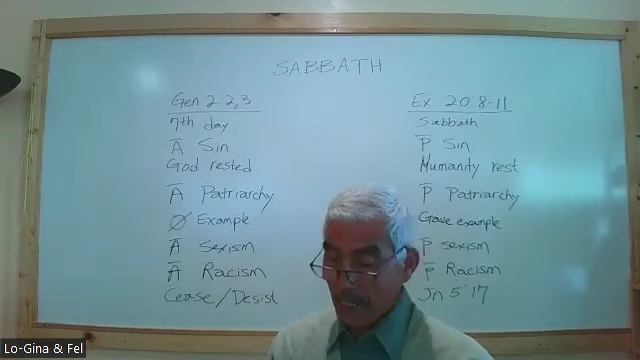 SABBATH
Gen 2 2,3
7th day
Ā Sin
God rested
Ā Patriarchy
Ø Example
Ā Sexism
Ā Racism
Cease/Desist
Ex 20 8-11
Sabbath
P̄ Sin
Humanity rest
P̄ Patriarchy
Gave example
P̄ sexism
P̄ Racism
Jn 5:17
Lo-Gina & Fel